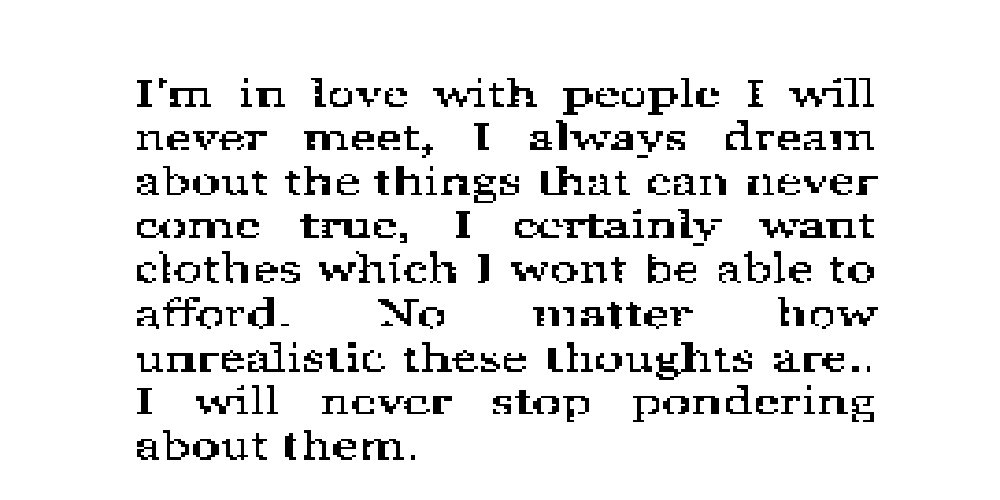 I'm in love with people I will
never meet, I always dream
about the things that can never
come true, I certainly want
clothes which I wont be able to
afford. No matter how
unrealistic these thoughts are..
I will never stop pondering
about them.